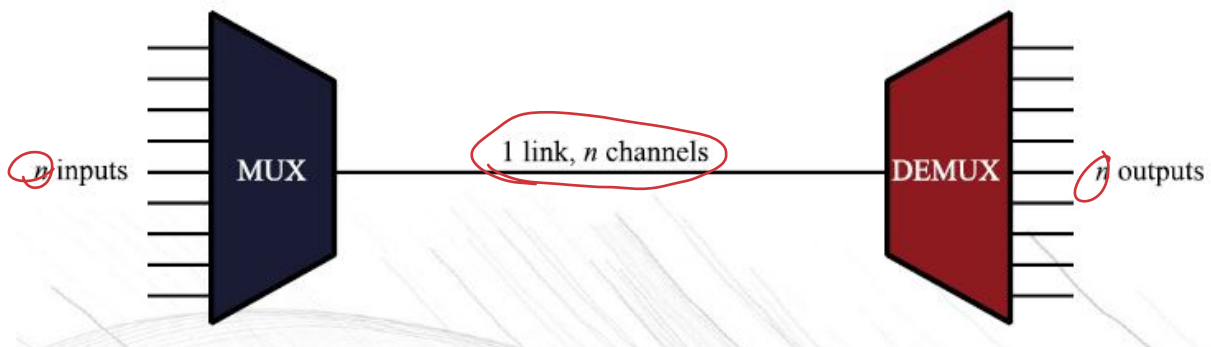 1 link, n channels
n inputs
MUX
DEMUX
n outputs